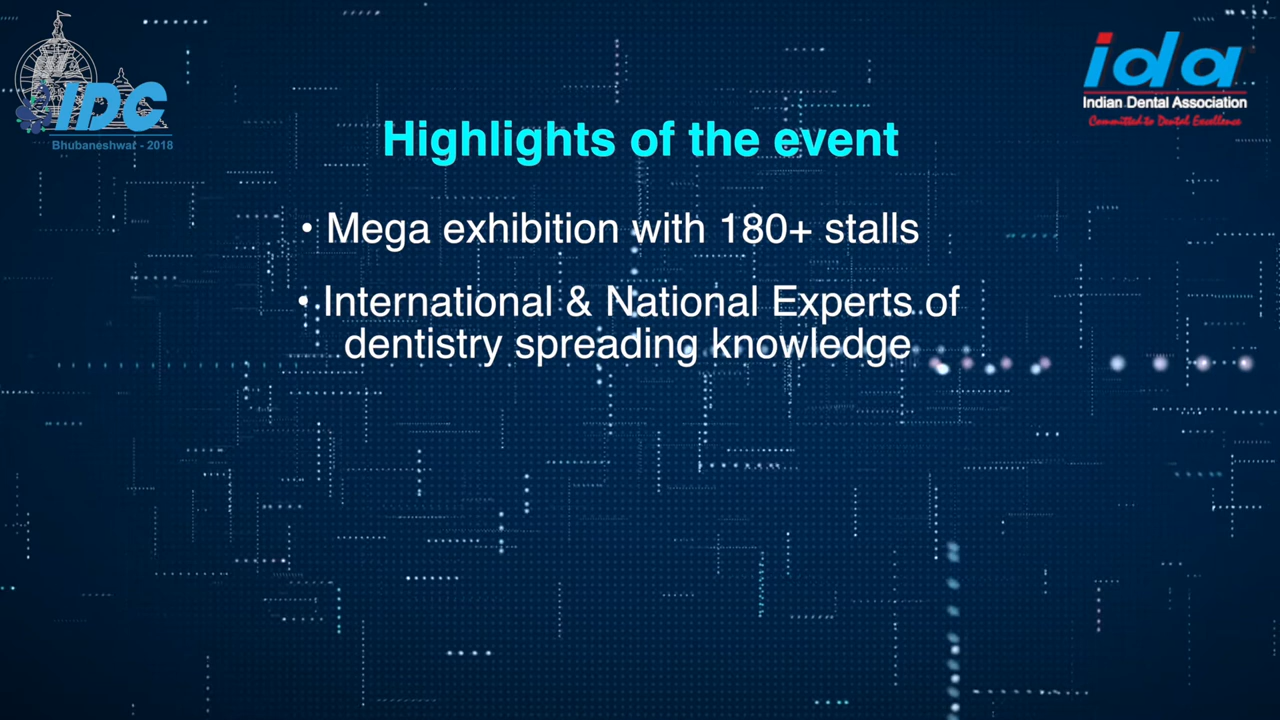 IDC
Bhubaneshwar - 2018
ida
Indian Dental Association
Committed to Dental Excellence
Highlights of the event
• Mega exhibition with 180+ stalls
• International & National Experts of
dentistry spreading knowledge